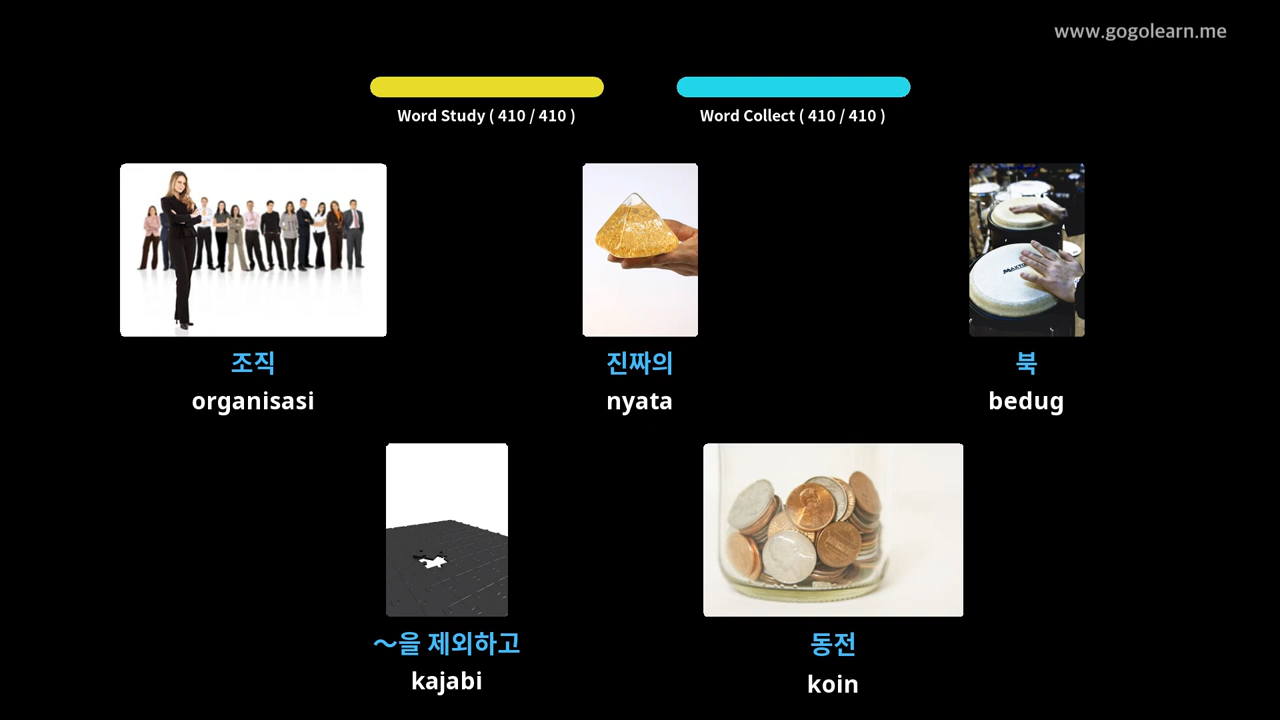 www.gogolearn.me
Word Study ( 410 / 410 )
Word Collect ( 410 / 410 )
조직
organisasi
진짜의
nyata
북
bedug
～을 제외하고
kajabi
동전
koin